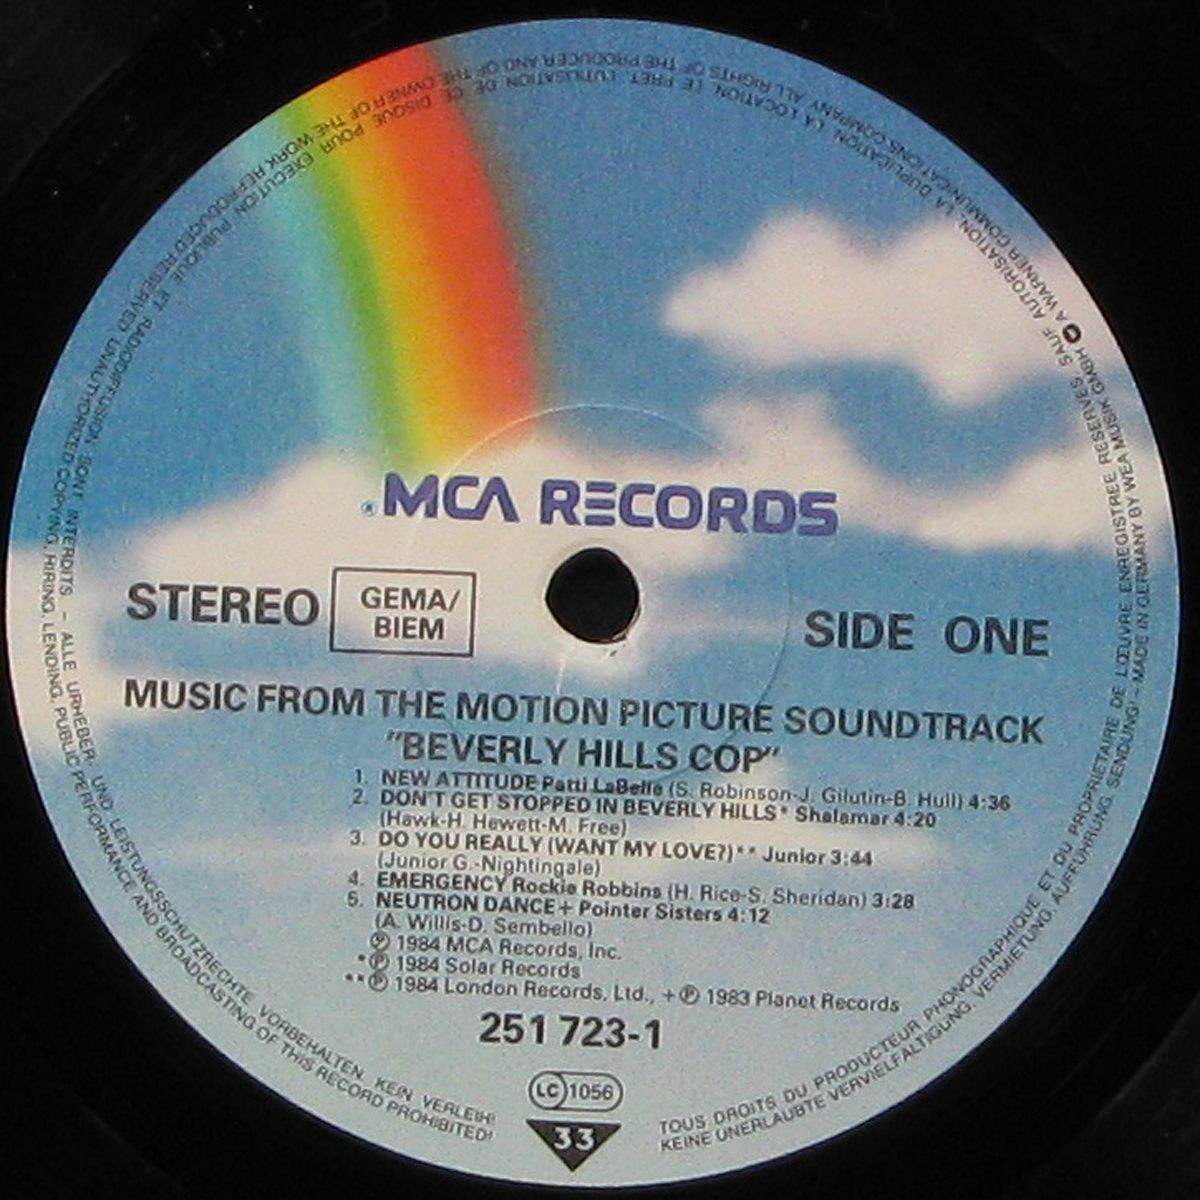 ® MCA RECORDS
STEREO
GEMA/
BIEM
SIDE ONE
MUSIC FROM THE MOTION PICTURE SOUNDTRACK
"BEVERLY HILLS COP"
1. NEW ATTITUDE Patti LaBelle (S. Robinson-J. Gilutin-B. Hull) 4:36
2. DON'T GET STOPPED IN BEVERLY HILLS* Shalamar 4:20
(Hawk-H. Hewett-M. Free)
3. DO YOU REALLY (WANT MY LOVE?)** Junior 3:44
(Junior G.-Nightingale)
4. EMERGENCY Rockie Robbins (H. Rice-S. Sheridan) 3:28
5. NEUTRON DANCE+ Pointer Sisters 4:12
(A. Willis-D. Sembello)
℗ 1984 MCA Records, Inc.
*℗ 1984 Solar Records
**℗ 1984 London Records, Ltd., +℗ 1983 Planet Records
251 723-1
LC 1056
33
TOUS DROITS DU PRODUCTEUR PHONOGRAPHIQUE ET DU PROPRIETAIRE DE L'ŒUVRE ENREGISTREE RESERVES SAUF AUTORISATION, LA DUPLICATION, LA LOCATION, LE PRET, L'UTILISATION DE CE DISQUE POUR EXECUTION PUBLIQUE ET RADIODIFFUSION SONT INTERDITS – ALLE URHEBER- UND LEISTUNGSSCHUTZRECHTE VORBEHALTEN. KEIN VERLEIH!
KEINE UNERLAUBTE VERVIELFÄLTIGUNG, VERMIETUNG, AUFFÜHRUNG, SENDUNG! – MADE IN GERMANY BY WEA MUSIK GMBH A WARNER COMMUNICATIONS COMPANY ALL RIGHTS OF THE PRODUCER AND OF THE OWNER OF THE WORK REPRODUCED RESERVED UNAUTHORIZED COPYING, HIRING, LENDING, PUBLIC PERFORMANCE AND BROADCASTING OF THIS RECORD PROHIBITED!